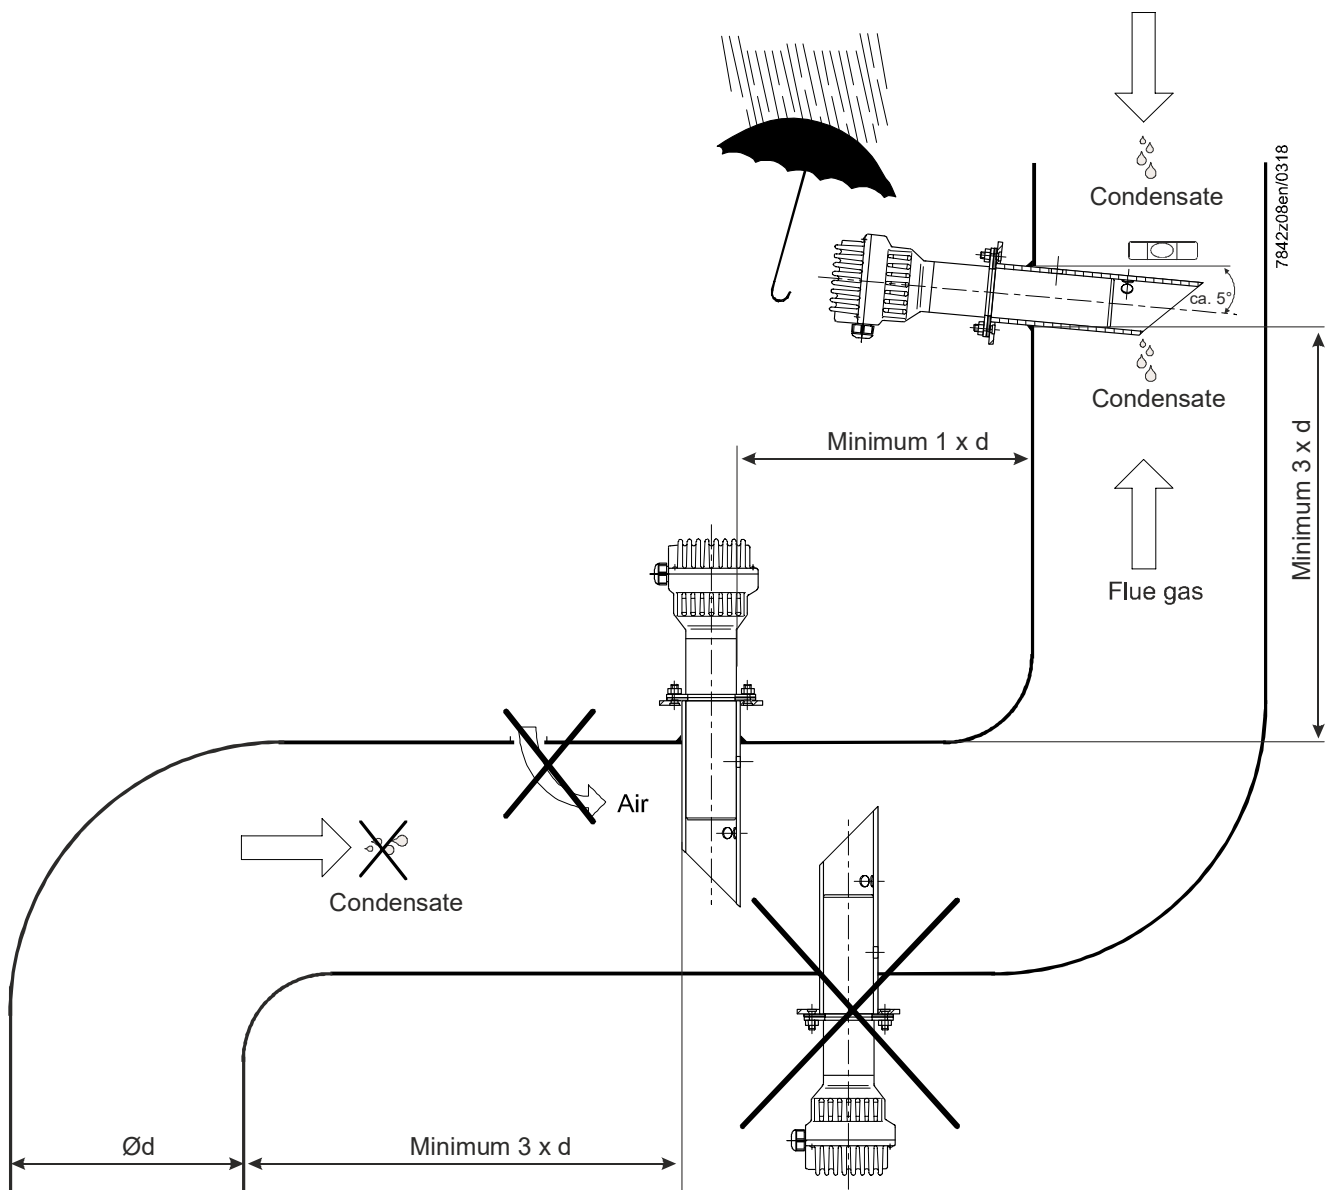 Condensate
7842z08en/0318
ca. 5°
Condensate
Minimum 1 x d
Minimum 3 x d
Flue gas
Air
Condensate
Ød
Minimum 3 x d